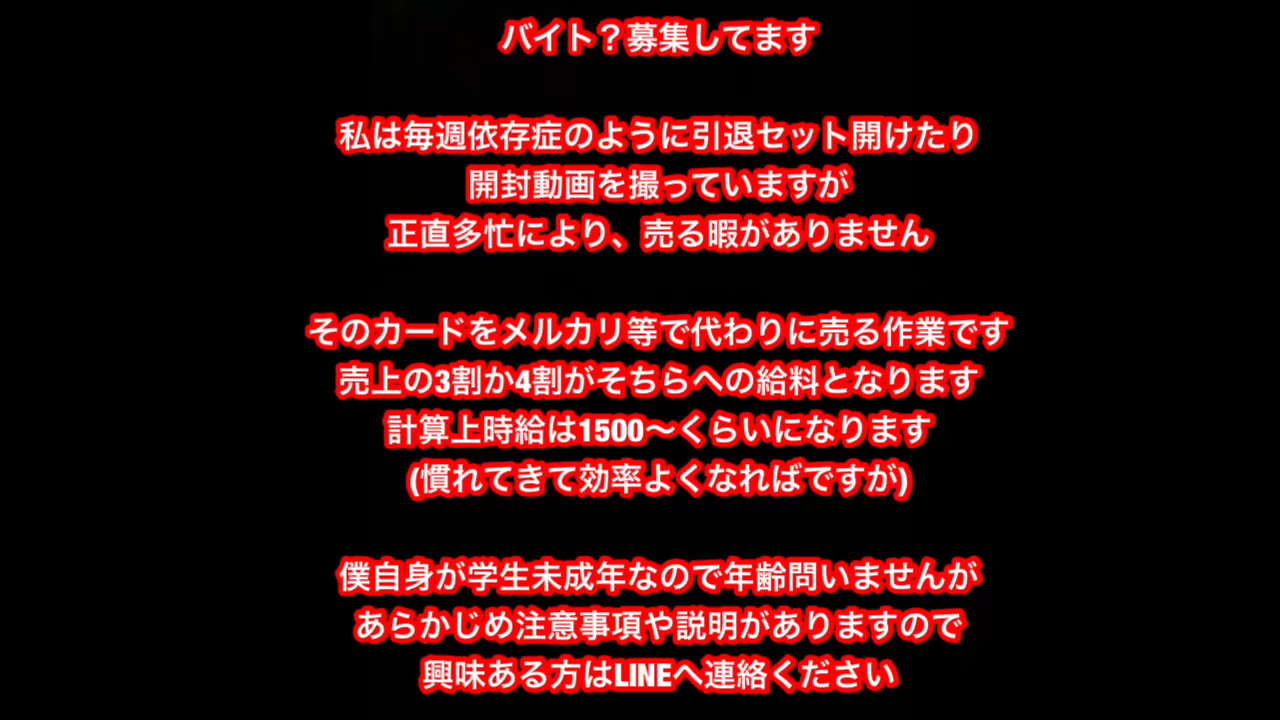 バイト？募集してます
私は毎週依存症のように引退セット開けたり
開封動画を撮っていますが
正直多忙により、売る暇がありません
そのカードをメルカリ等で代わりに売る作業です
売上の3割か4割がそちらへの給料となります
計算上時給は1500〜くらいになります
(慣れてきて効率よくなればですが)
僕自身が学生未成年なので年齢問いませんが
あらかじめ注意事項や説明がありますので
興味ある方はLINEへ連絡ください